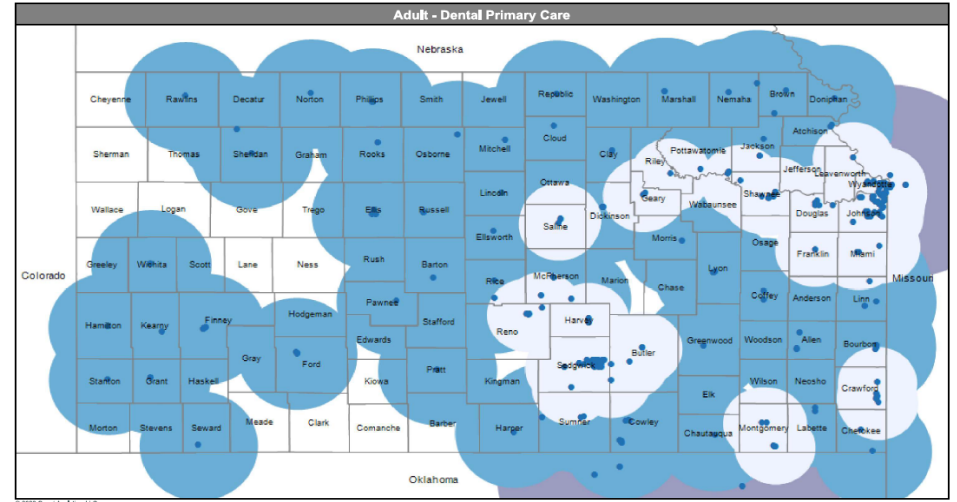 Adult - Dental Primary Care
Nebraska
Cheyenne Rawlins Decatur Norton Phillips Smith Jewell Republic Washington Marshall Nemaha Brown Doniphan
Sherman Thomas Sheridan Graham Rooks Osborne Mitchell Cloud Clay Riley Pottawatomie Jackson Atchison
Jefferson Leavenworth
Lincoln Ottawa Wyandotte
Wallace Logan Gove Trego Ellis Russell Saline Dickinson Geary Wabaunsee Shawnee Douglas Johnson
Ellsworth Morris Osage Franklin Miami
Greeley Wichita Scott Lane Ness Rush Barton Rice McPherson Marion Chase Lyon
Colorado Missouri
Hamilton Kearny Finney Hodgeman Pawnee Stafford Reno Harvey Coffey Anderson Linn
Gray Ford Edwards Sedgwick Butler Greenwood Woodson Allen Bourbon
Stanton Grant Haskell Kiowa Pratt Kingman Elk Wilson Neosho Crawford
Morton Stevens Seward Meade Clark Comanche Barber Harper Sumner Cowley Chautauqua Montgomery Labette Cherokee
Oklahoma